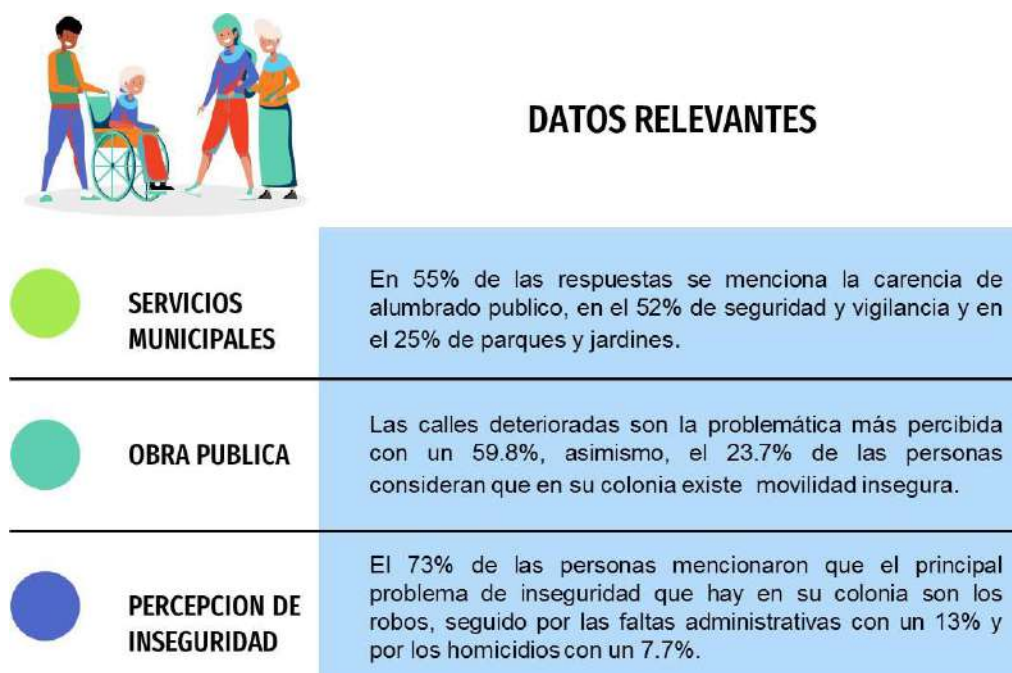 DATOS RELEVANTES
SERVICIOS
MUNICIPALES
En 55% de las respuestas se menciona la carencia de
alumbrado publico, en el 52% de seguridad y vigilancia y en
el 25% de parques y jardines.
OBRA PUBLICA
Las calles deterioradas son la problemática más percibida
con un 59.8%, asimismo, el 23.7% de las personas
consideran que en su colonia existe movilidad insegura.
PERCEPCION DE
INSEGURIDAD
El 73% de las personas mencionaron que el principal
problema de inseguridad que hay en su colonia son los
robos, seguido por las faltas administrativas con un 13% y
por los homicidios con un 7.7%.